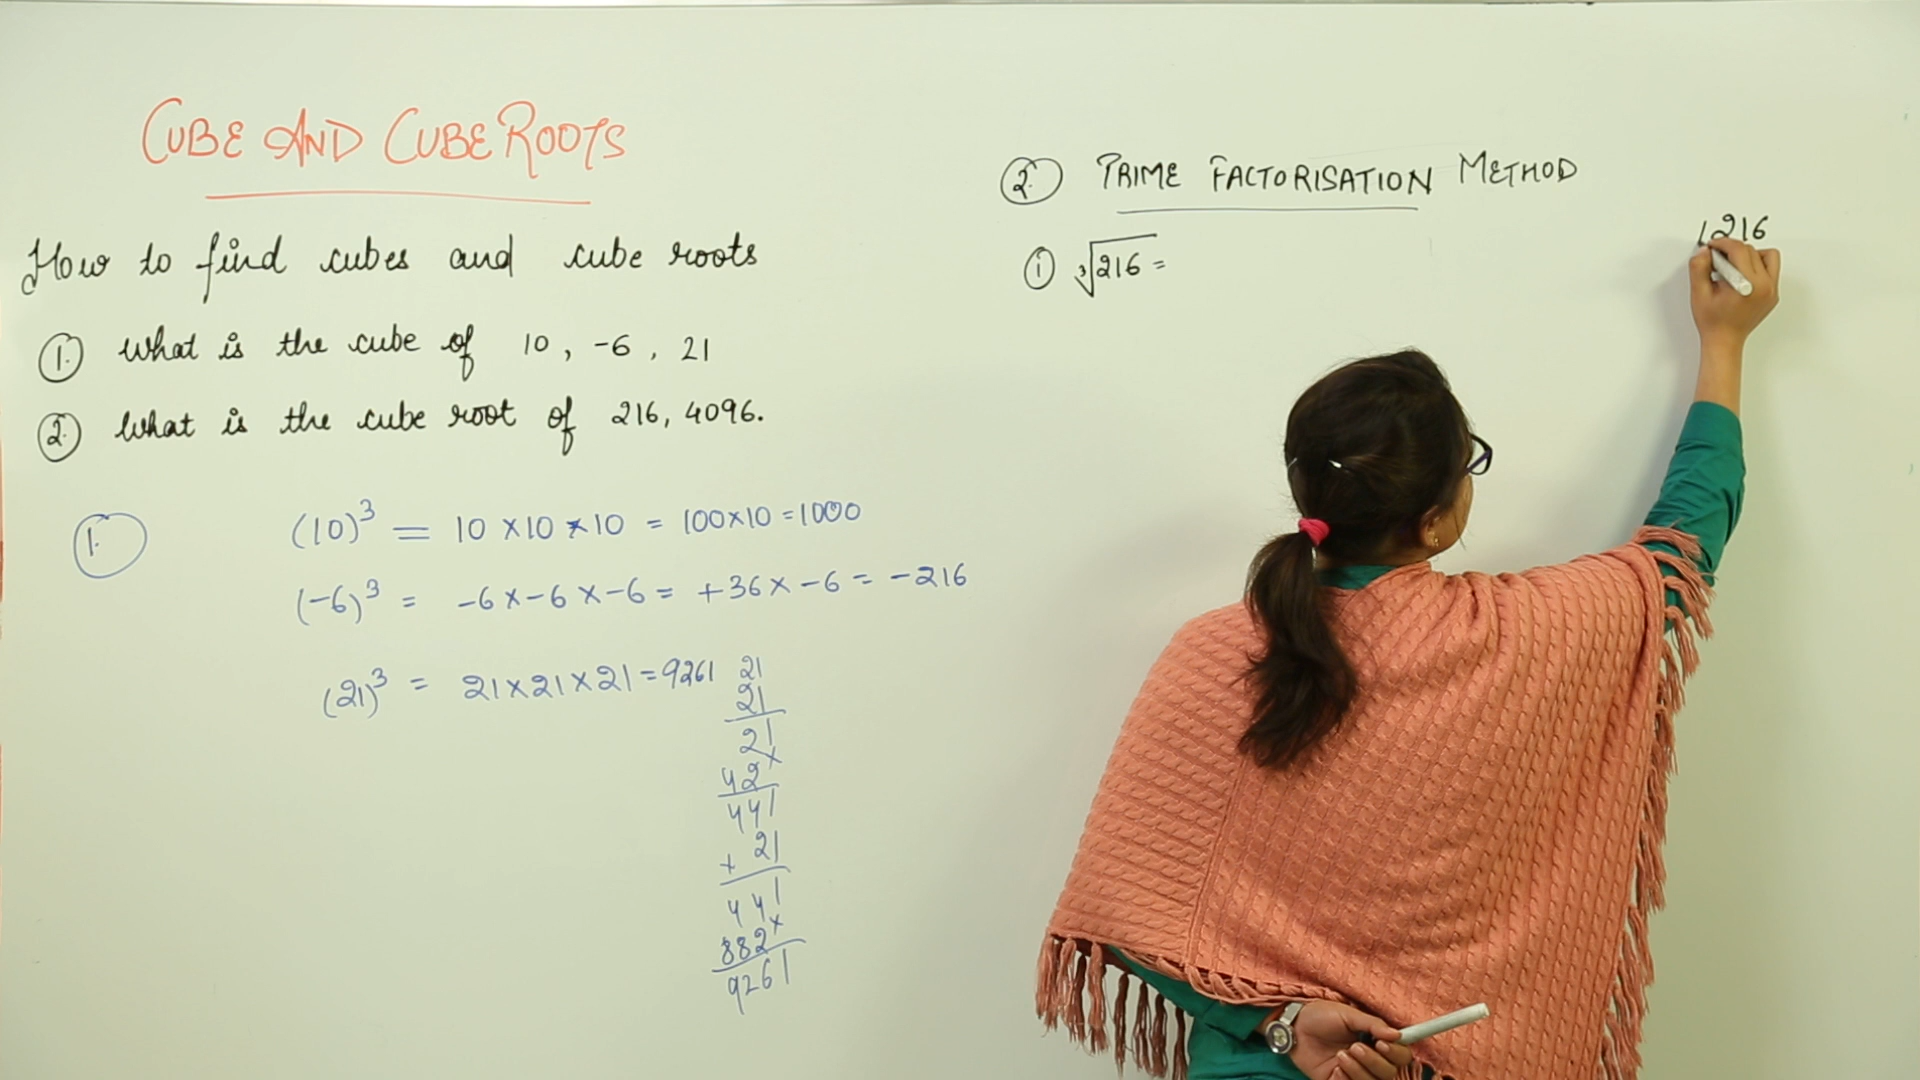 CUBE AND CUBE ROOTS
How to find cubes and cube roots
1. What is the cube of 10, -6, 21
2. What is the cube root of 216, 4096.
1. (10)³ = 10 × 10 × 10 = 100×10 = 1000
(-6)³ = -6 × -6 × -6 = +36 × -6 = -216
(21)³ = 21 × 21 × 21 = 9261
21
21
21
42×
441
× 21
441
882×
9261
2. PRIME FACTORISATION METHOD
1 ³√216 =
216